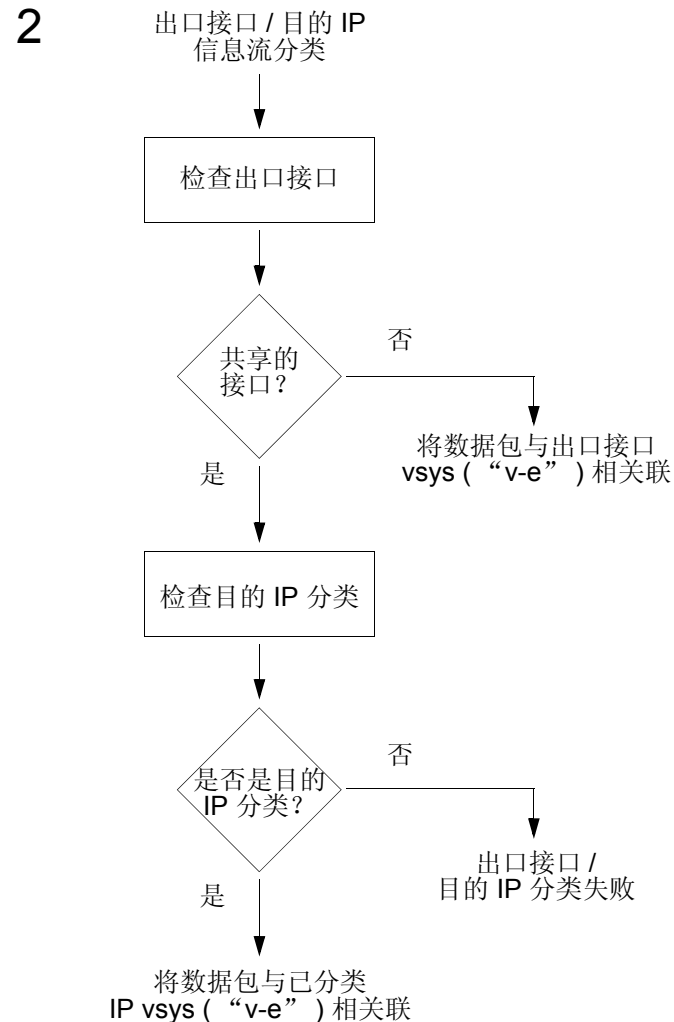 2
出口接口 / 目的 IP
信息流分类
检查出口接口
共享的
接口？
否
将数据包与出口接口
vsys ( “v-e” ) 相关联
是
检查目的 IP 分类
是否是目的
IP 分类？
否
出口接口 /
目的 IP 分类失败
是
将数据包与已分类
IP vsys ( “v-e” ) 相关联